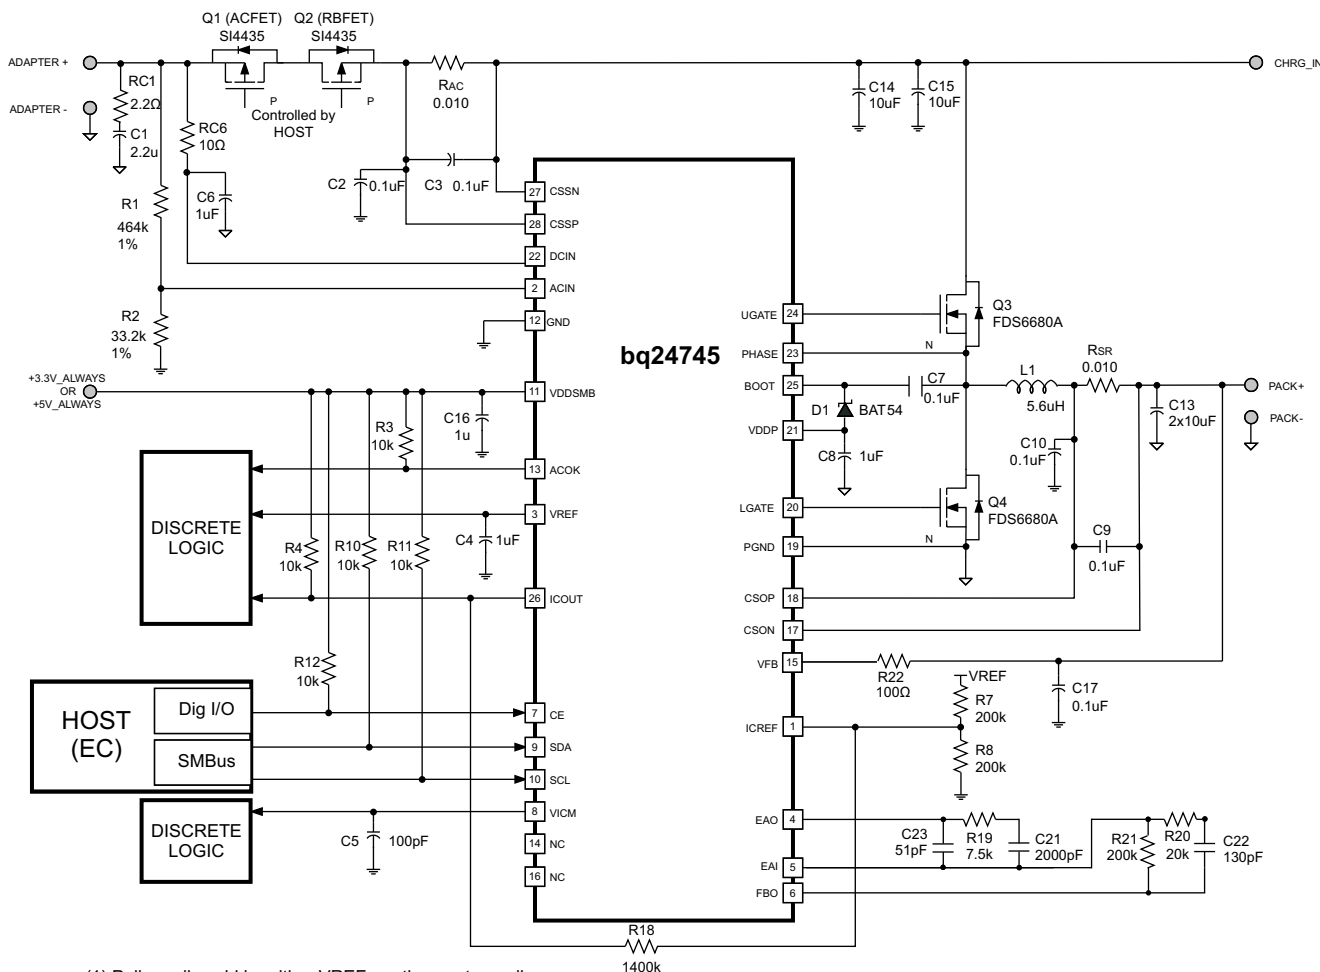 Q1 (ACFET) Q2 (RBFET)
SI4435 SI4435
ADAPTER +
ADAPTER -
RC1
2.2Ω
C1
2.2u
RC6
10Ω
P
P
Controlled by
HOST
RAC
0.010
C14
10uF
C15
10uF
CHRG_IN
C2 0.1uF
C3 0.1uF
C6
1uF
R1
464k
1%
R2
33.2k
1%
27 CSSN
28 CSSP
22 DCIN
2 ACIN
12 GND
11 VDDSMB
13 ACOK
3 VREF
26 ICOUT
7 CE
9 SDA
10 SCL
8 VICM
14 NC
16 NC
bq24745
UGATE 24
PHASE 23
BOOT 25
VDDP 21
LGATE 20
PGND 19
CSOP 18
CSON 17
VFB 15
ICREF 1
EAO 4
EAI 5
FBO 6
+3.3V_ALWAYS
OR
+5V_ALWAYS
R3
10k
C16
1u
DISCRETE
LOGIC
R4
10k
R10
10k
R11
10k
C4 1uF
R12
10k
HOST
(EC)
Dig I/O
SMBus
DISCRETE
LOGIC
C5 100pF
Q3
FDS6680A
N
C7
0.1uF
D1 BAT54
C8 1uF
L1
5.6uH
RSR
0.010
PACK+
PACK-
C13
2x10uF
C10
0.1uF
Q4
FDS6680A
N
C9
0.1uF
R22
100Ω
C17
0.1uF
VREF
R7
200k
R8
200k
C23
51pF
R19
7.5k
C21
2000pF
R21
200k
R20
20k
C22
130pF
R18
1400k